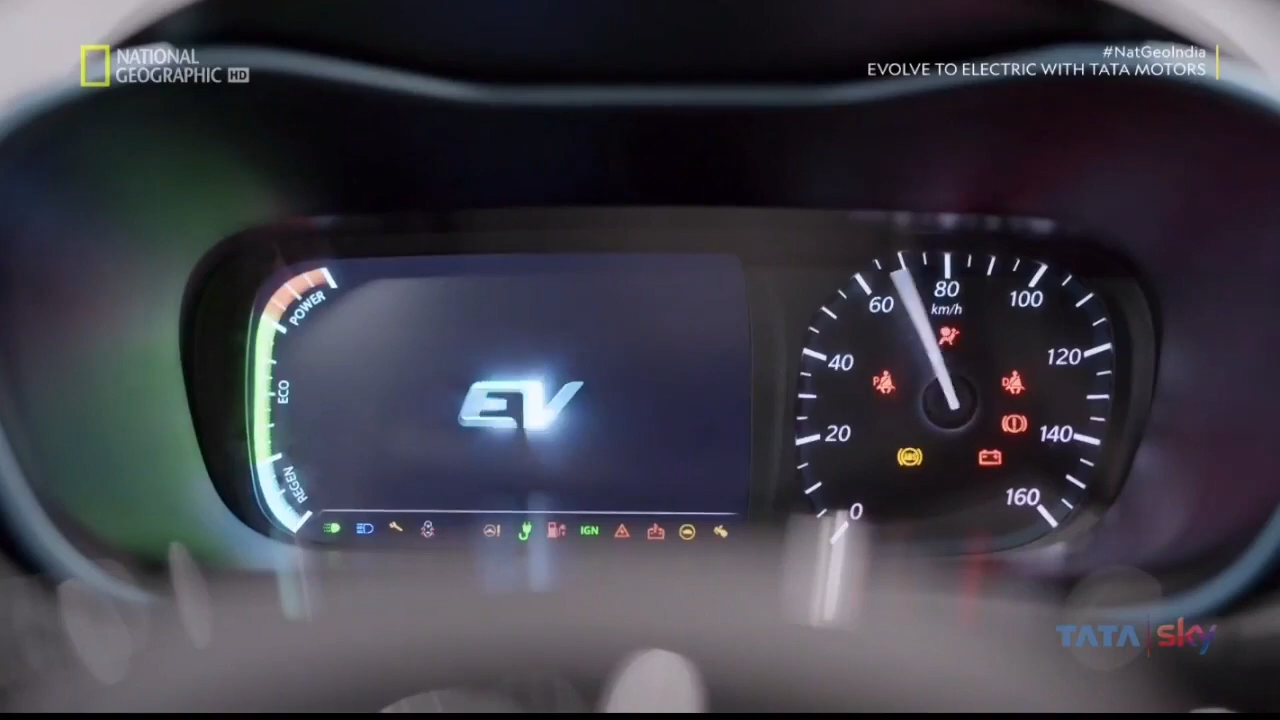 NATIONAL
GEOGRAPHIC HD
#NatGeoIndia
EVOLVE TO ELECTRIC WITH TATA MOTORS
POWER
ECO
REGEN
EV
IGN
0
20
40
60
80
100
120
140
160
km/h
P
D
ABS
TATA sky